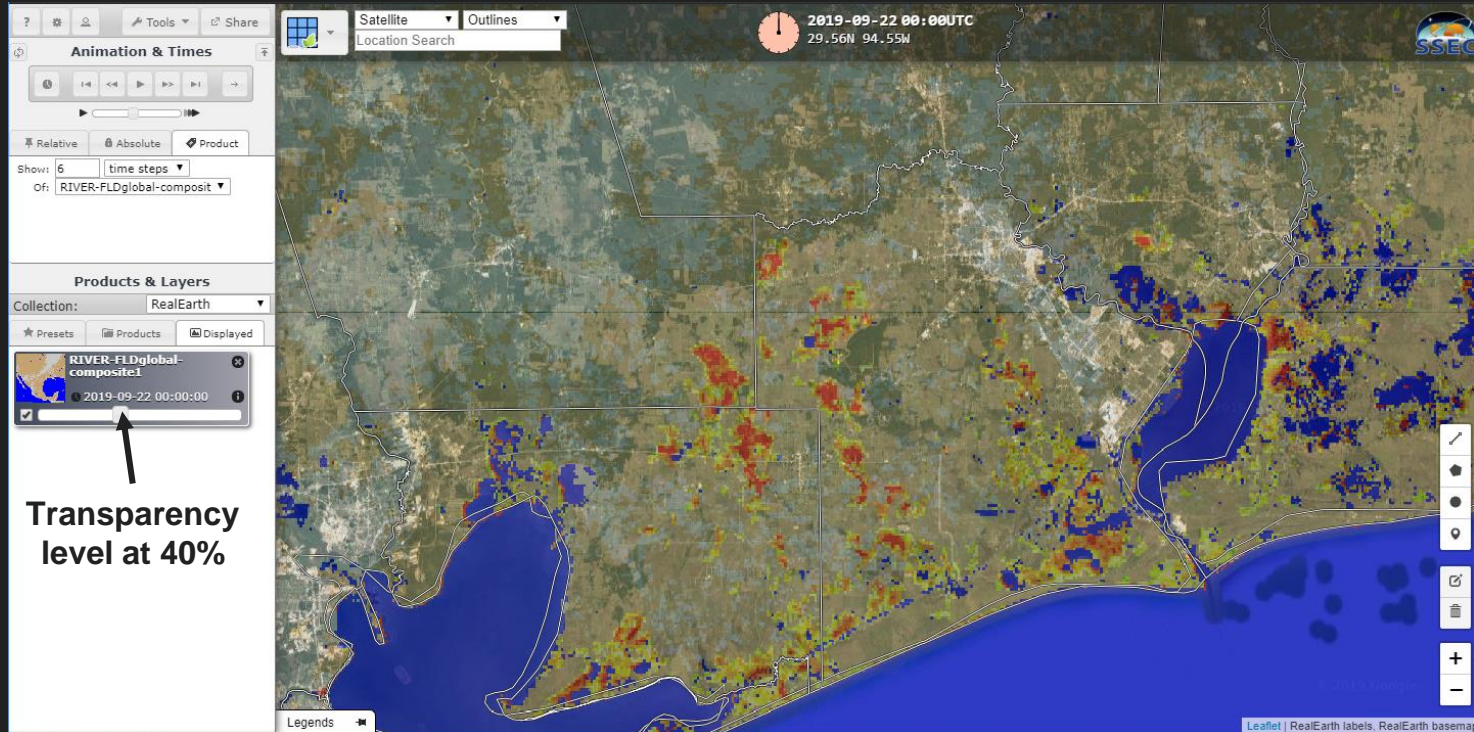 ?
Tools
Share
Animation & Times
Relative
Absolute
Product
Show: 6 time steps
Of: RIVER-FLDglobal-composit
Products & Layers
Collection: RealEarth
Presets
Products
Displayed
RIVER-FLDglobal-
composite1
2019-09-22 00:00:00
Transparency
level at 40%
Satellite
Outlines
Location Search
2019-09-22 00:00UTC
29.56N 94.55W
SSEC
+
−
Legends
© 2019 Google
Leaflet | RealEarth labels, RealEarth basemap